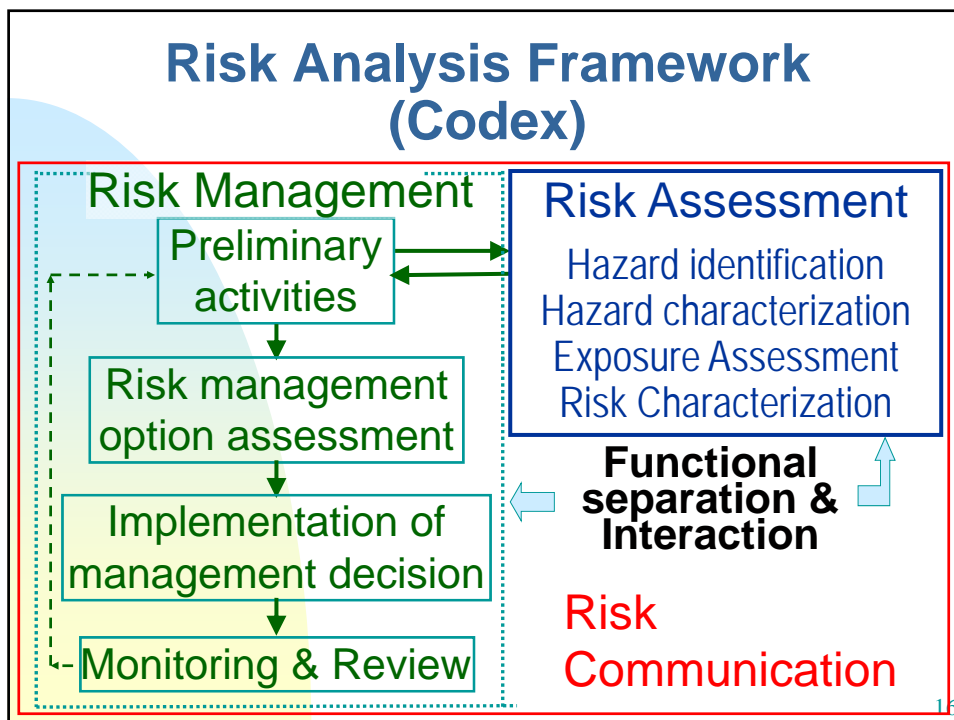 Risk Analysis Framework
(Codex)
Risk Management
Preliminary
activities
Risk management
option assessment
Implementation of
management decision
Monitoring & Review
Risk Assessment
Hazard identification
Hazard characterization
Exposure Assessment
Risk Characterization
Functional
separation &
Interaction
Risk
Communication